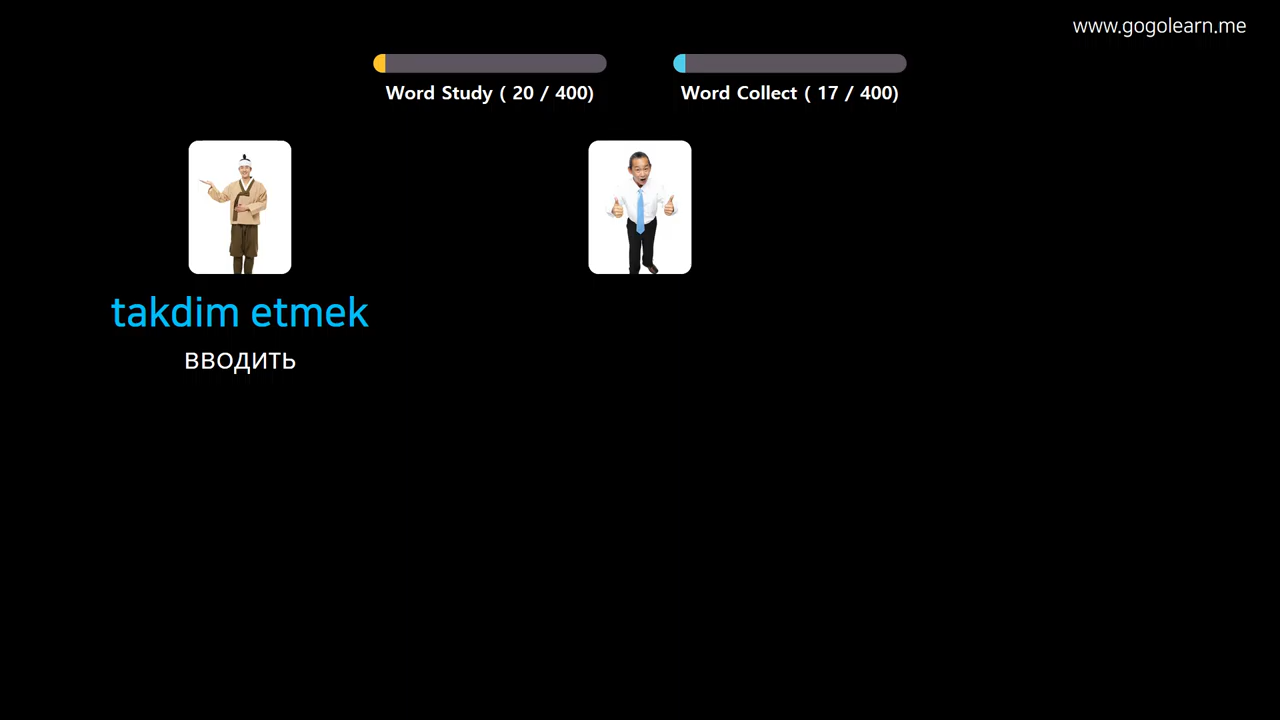 www.gogolearn.me
Word Study ( 20 / 400)
Word Collect ( 17 / 400)
takdim etmek
вводить